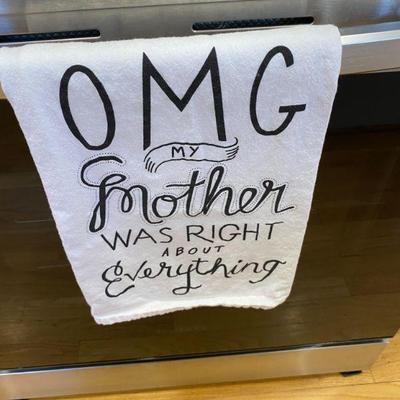 OMG
MY
Mother
WAS RIGHT
ABOUT
Everything